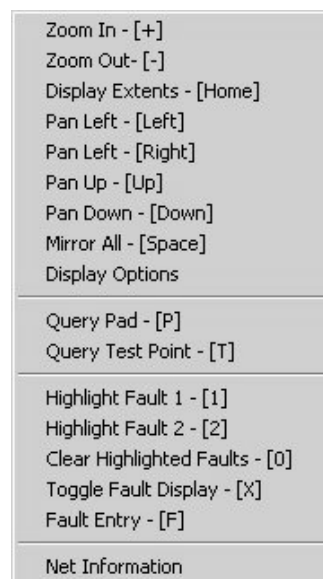 Zoom In - [+]
Zoom Out- [-]
Display Extents - [Home]
Pan Left - [Left]
Pan Left - [Right]
Pan Up - [Up]
Pan Down - [Down]
Mirror All - [Space]
Display Options
Query Pad - [P]
Query Test Point - [T]
Highlight Fault 1 - [1]
Highlight Fault 2 - [2]
Clear Highlighted Faults - [0]
Toggle Fault Display - [X]
Fault Entry - [F]
Net Information